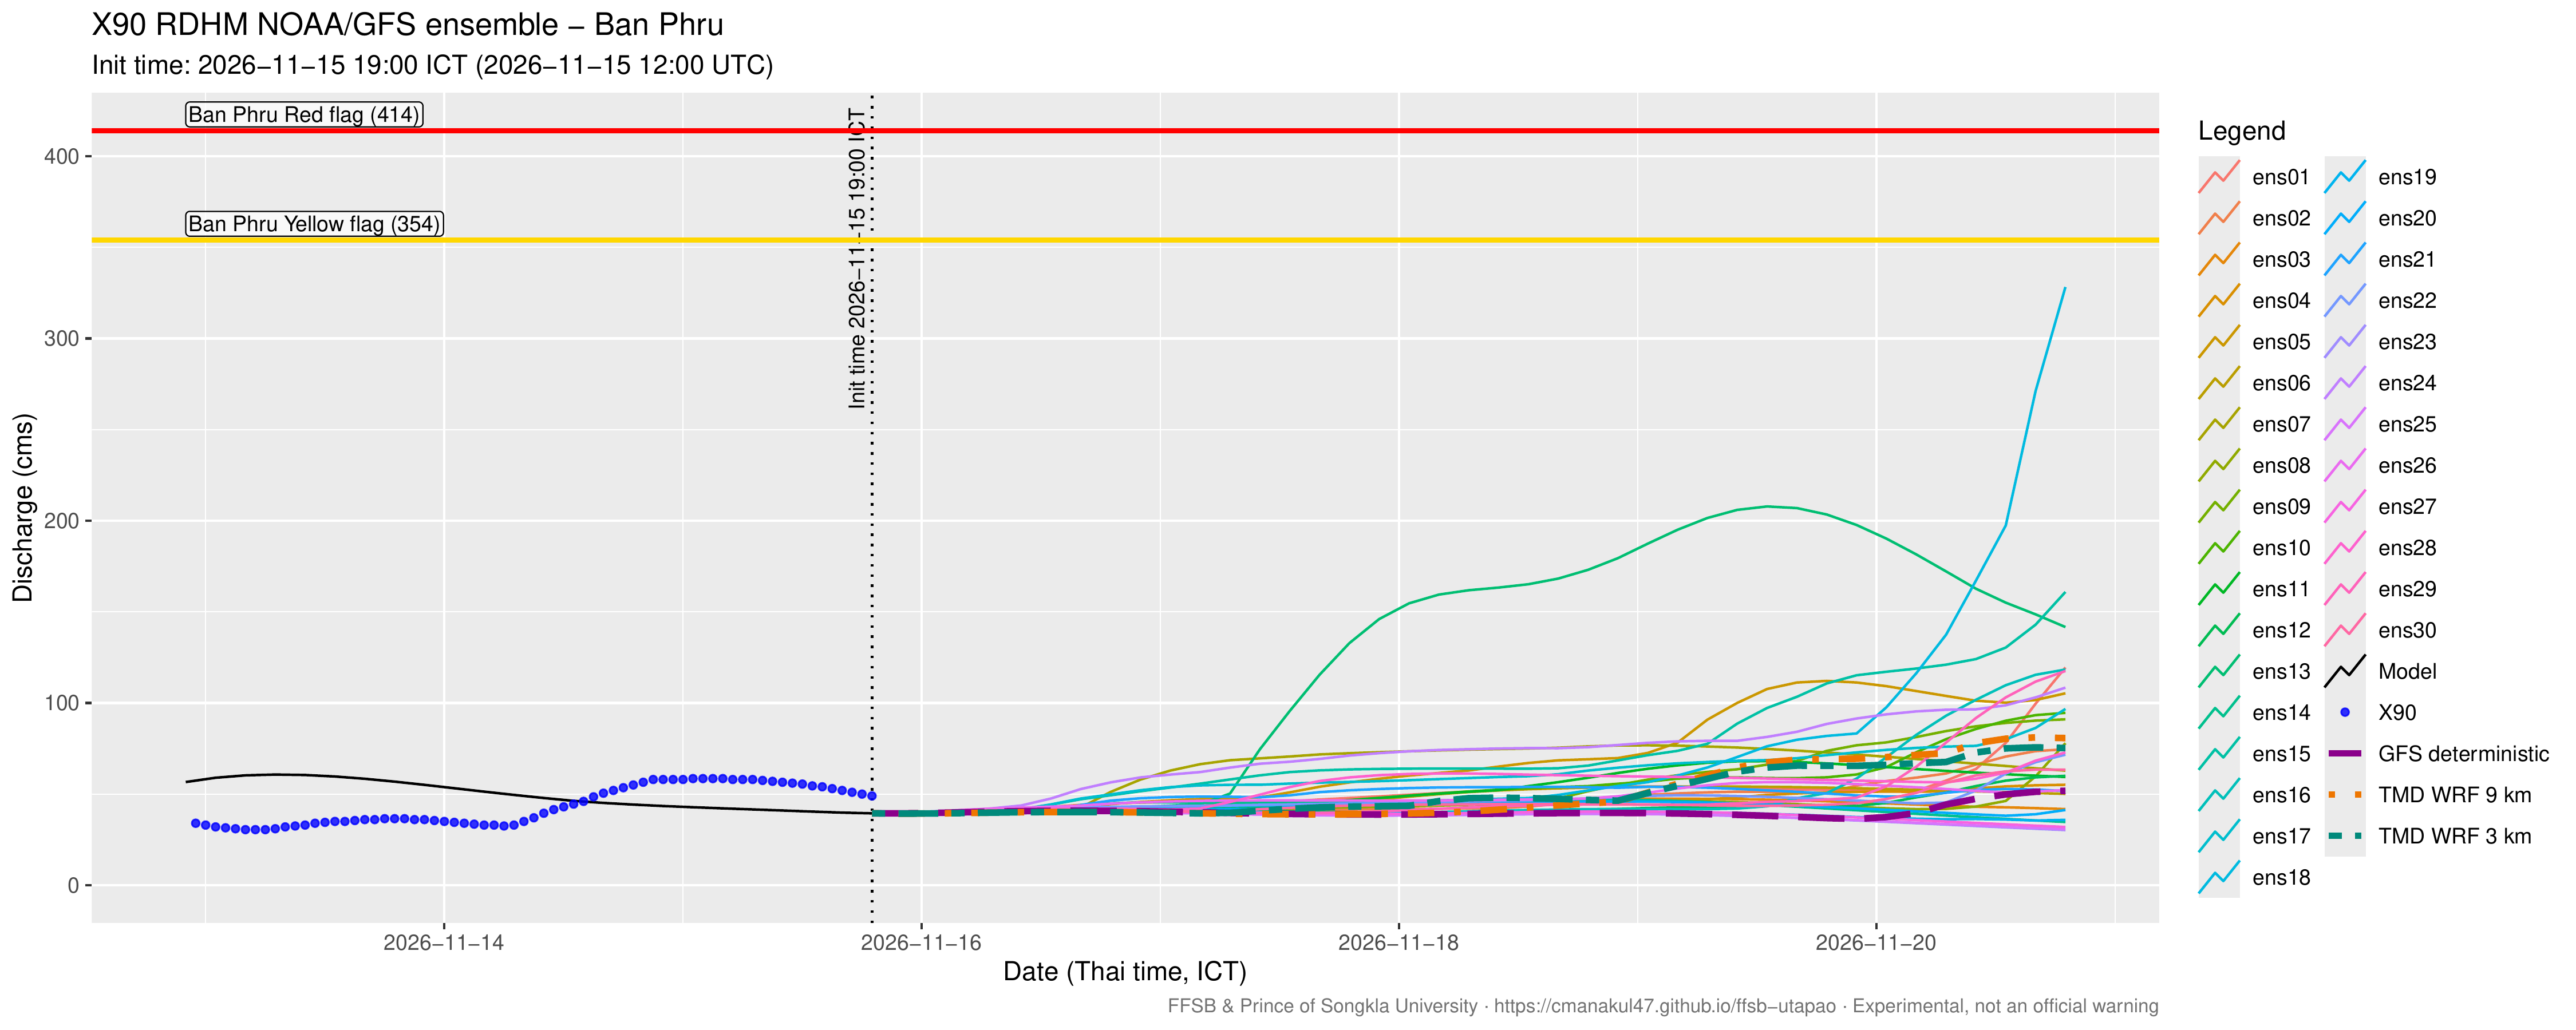 X90 RDHM NOAA/GFS ensemble – Ban Phru
Init time: 2026–11–15 19:00 ICT (2026–11–15 12:00 UTC)
Ban Phru Red flag (414)
Ban Phru Yellow flag (354)
Init time 2026–11–15 19:00 ICT
Discharge (cms)
400
300
200
100
0
2026–11–14
2026–11–16
2026–11–18
2026–11–20
Date (Thai time, ICT)
Legend
ens01
ens02
ens03
ens04
ens05
ens06
ens07
ens08
ens09
ens10
ens11
ens12
ens13
ens14
ens15
ens16
ens17
ens18
ens19
ens20
ens21
ens22
ens23
ens24
ens25
ens26
ens27
ens28
ens29
ens30
Model
X90
GFS deterministic
TMD WRF 9 km
TMD WRF 3 km
FFSB & Prince of Songkla University · https://cmanakul47.github.io/ffsb–utapao · Experimental, not an official warning